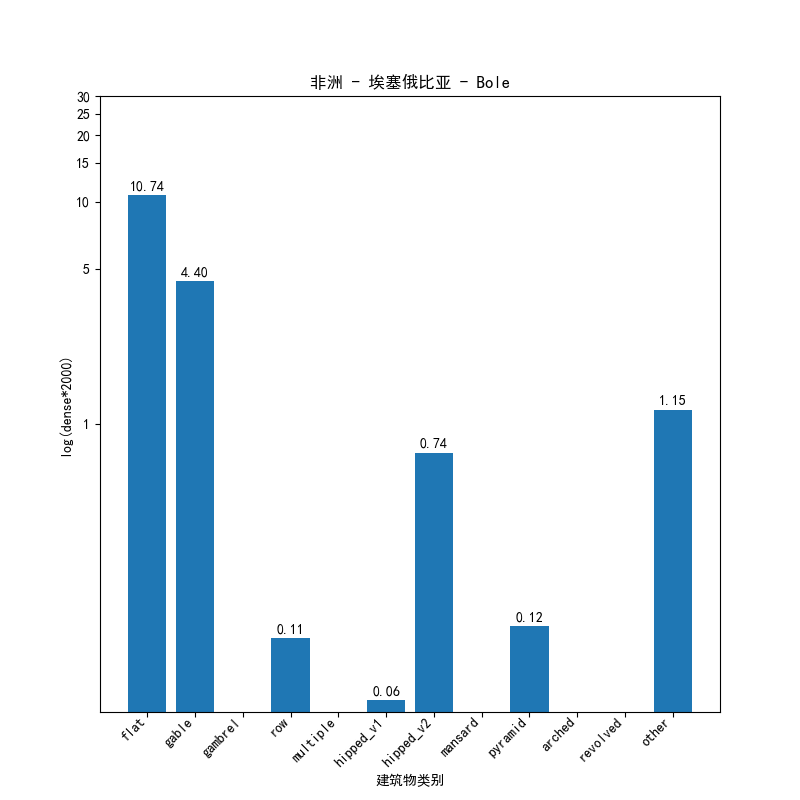 非洲 - 埃塞俄比亚 - Bole
30
25
20
15
10
5
1
log(dense*2000)
10.74
4.40
0.11
0.06
0.74
0.12
1.15
flat
gable
gambrel
row
multiple
hipped_v1
hipped_v2
mansard
pyramid
arched
revolved
other
建筑物类别